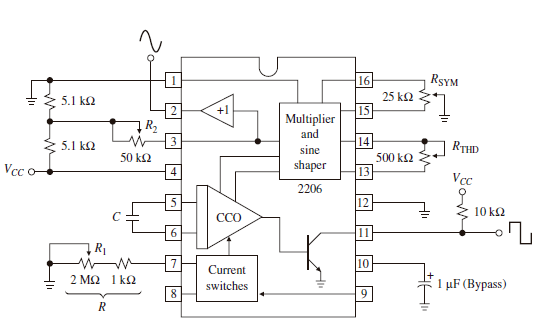 1
16
R_SYM
5.1 kΩ
25 kΩ
2
+1
15
Multiplier
and
sine
shaper
R_2
5.1 kΩ
3
14
R_THD
50 kΩ
500 kΩ
V_CC
4
13
2206
V_CC
5
12
C
CCO
10 kΩ
6
11
R_1
7
10
Current
switches
+
2 MΩ 1 kΩ
1 μF (Bypass)
8
9
R